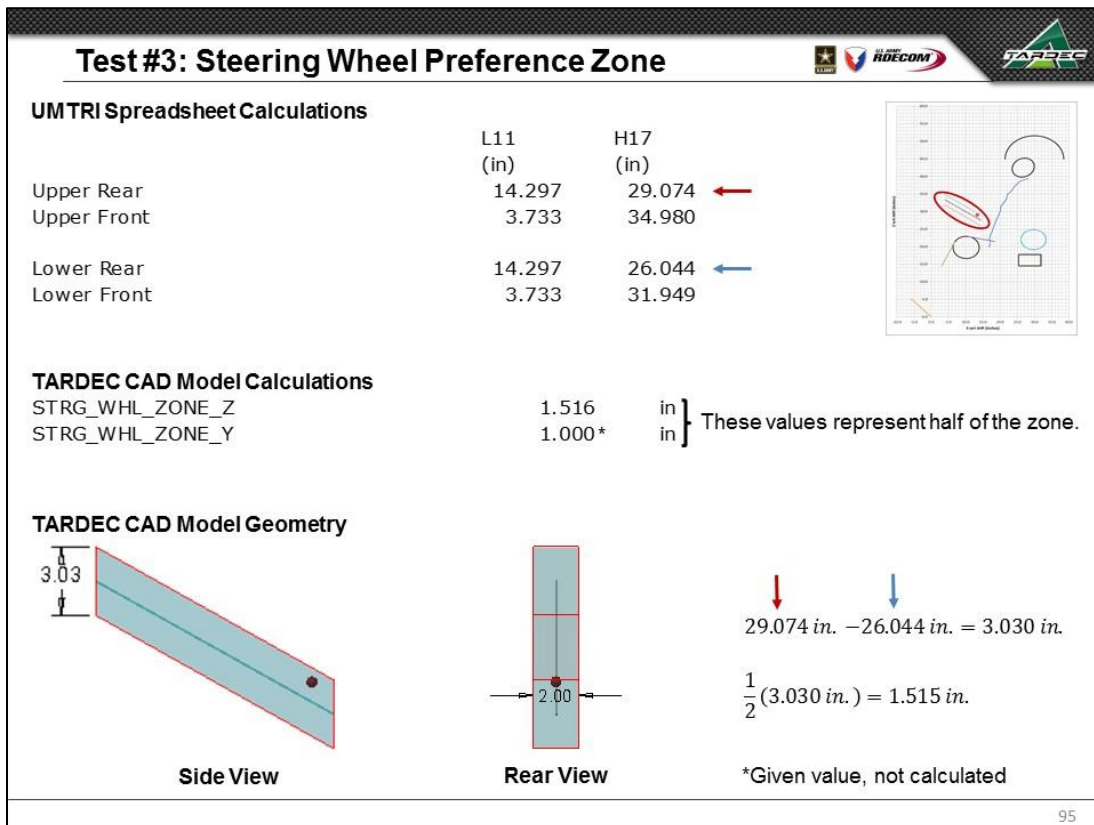 Test #3: Steering Wheel Preference Zone
U.S. ARMY
U.S. ARMY
RDECOM
TARDEC
UMTRI Spreadsheet Calculations
L11 H17
(in) (in)
Upper Rear 14.297 29.074
Upper Front 3.733 34.980
Lower Rear 14.297 26.044
Lower Front 3.733 31.949
TARDEC CAD Model Calculations
STRG_WHL_ZONE_Z 1.516 in
STRG_WHL_ZONE_Y 1.000* in
These values represent half of the zone.
TARDEC CAD Model Geometry
3.03
2.00
29.074 in. −26.044 in. = 3.030 in.
1/2 (3.030 in.) = 1.515 in.
Side View
Rear View
*Given value, not calculated
95